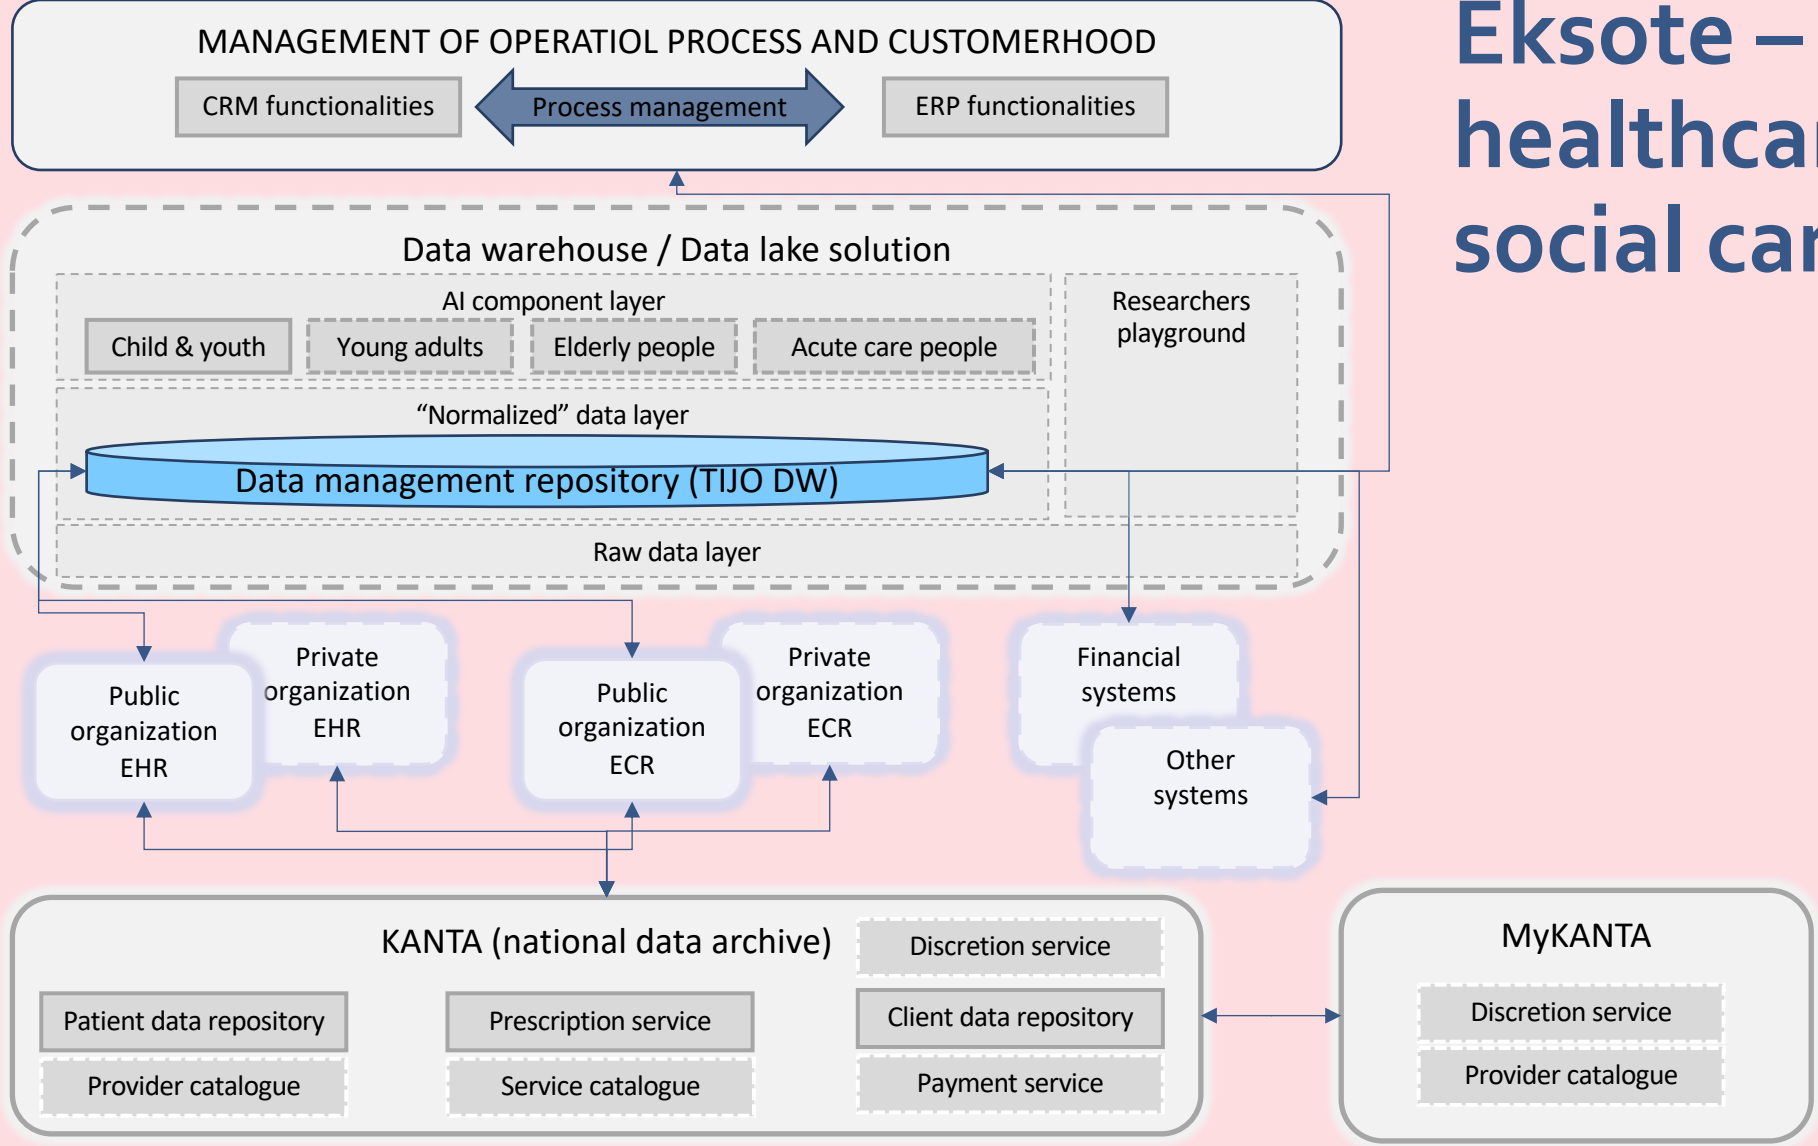 Eksote –
healthcar
social car
MANAGEMENT OF OPERATIOL PROCESS AND CUSTOMERHOOD
CRM functionalities
Process management
ERP functionalities
Data warehouse / Data lake solution
AI component layer
Child & youth
Young adults
Elderly people
Acute care people
Researchers
playground
“Normalized” data layer
Data management repository (TIJO DW)
Raw data layer
Public
organization
EHR
Private
organization
EHR
Public
organization
ECR
Private
organization
ECR
Financial
systems
Other
systems
KANTA (national data archive)
Discretion service
Patient data repository
Prescription service
Client data repository
Provider catalogue
Service catalogue
Payment service
MyKANTA
Discretion service
Provider catalogue